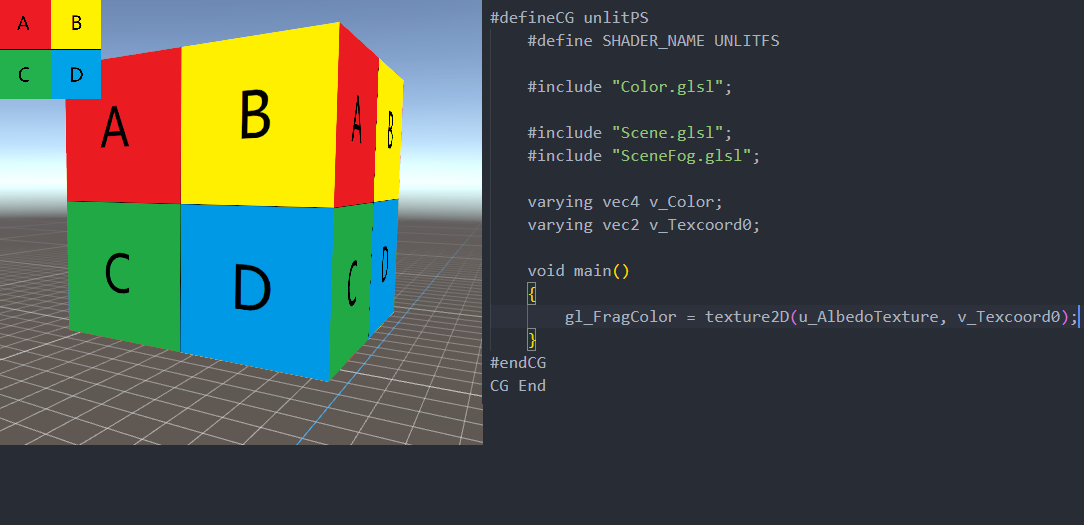 A B
C D
A B A B
C D C D
#defineCG unlitPS
#define SHADER_NAME UNLITFS
#include "Color.glsl";
#include "Scene.glsl";
#include "SceneFog.glsl";
varying vec4 v_Color;
varying vec2 v_Texcoord0;
void main()
{
gl_FragColor = texture2D(u_AlbedoTexture, v_Texcoord0);
}
#endCG
CG End